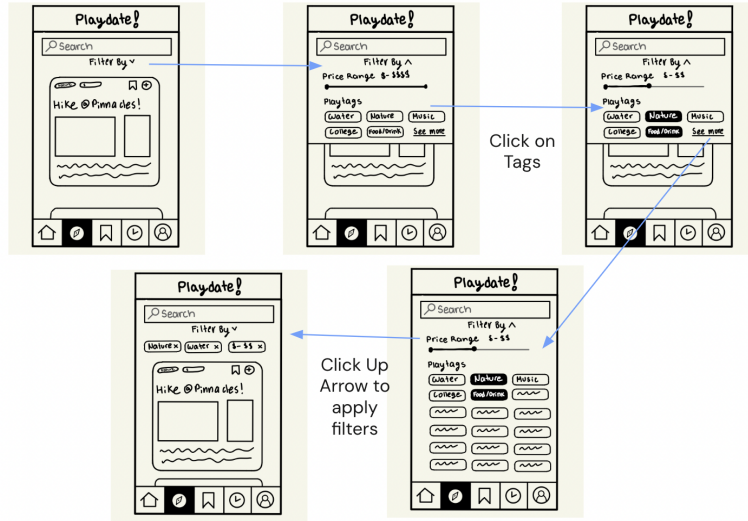 Playdate!
Search
Filter By
Hike @Pinnacles!
Playdate!
Search
Filter By
Price Range $-$$$$
Playtags
Water Nature Music
College Food/Drink See more
Click on
Tags
Playdate!
Search
Filter By
Price Range $-$$
Playtags
Water Nature Music
College Food/Drink See more
Playdate!
Search
Filter By
Nature x Water x $-$$ x
Hike @Pinnacles!
Click Up
Arrow to
apply
filters
Playdate!
Search
Filter By
Price Range $-$$
Playtags
Water Nature Music
College Food/Drink